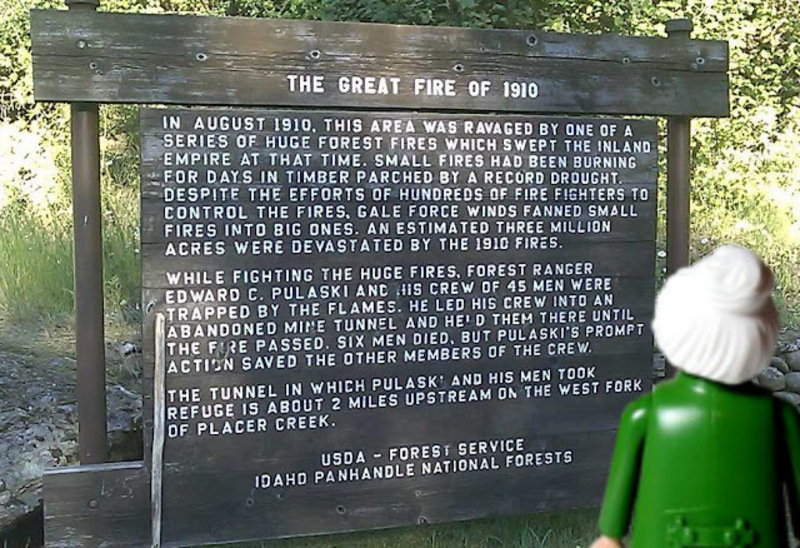 THE GREAT FIRE OF 1910
IN AUGUST 1910, THIS AREA WAS RAVAGED BY ONE OF A
SERIES OF HUGE FOREST FIRES WHICH SWEPT THE INLAND
EMPIRE AT THAT TIME. SMALL FIRES HAD BEEN BURNING
FOR DAYS IN TIMBER PARCHED BY A RECORD DROUGHT.
DESPITE THE EFFORTS OF HUNDREDS OF FIRE FIGHTERS TO
CONTROL THE FIRES, GALE FORCE WINDS FANNED SMALL
FIRES INTO BIG ONES. AN ESTIMATED THREE MILLION
ACRES WERE DEVASTATED BY THE 1910 FIRES.
WHILE FIGHTING THE HUGE FIRES, FOREST RANGER
EDWARD C. PULASKI AND HIS CREW OF 45 MEN WERE
TRAPPED BY THE FLAMES. HE LED HIS CREW INTO AN
ABANDONED MINE TUNNEL AND HELD THEM THERE UNTIL
THE FIRE PASSED. SIX MEN DIED, BUT PULASKI'S PROMPT
ACTION SAVED THE OTHER MEMBERS OF THE CREW.
THE TUNNEL IN WHICH PULASKI AND HIS MEN TOOK
REFUGE IS ABOUT 2 MILES UPSTREAM ON THE WEST FORK
OF PLACER CREEK.
USDA - FOREST SERVICE
IDAHO PANHANDLE NATIONAL FORESTS